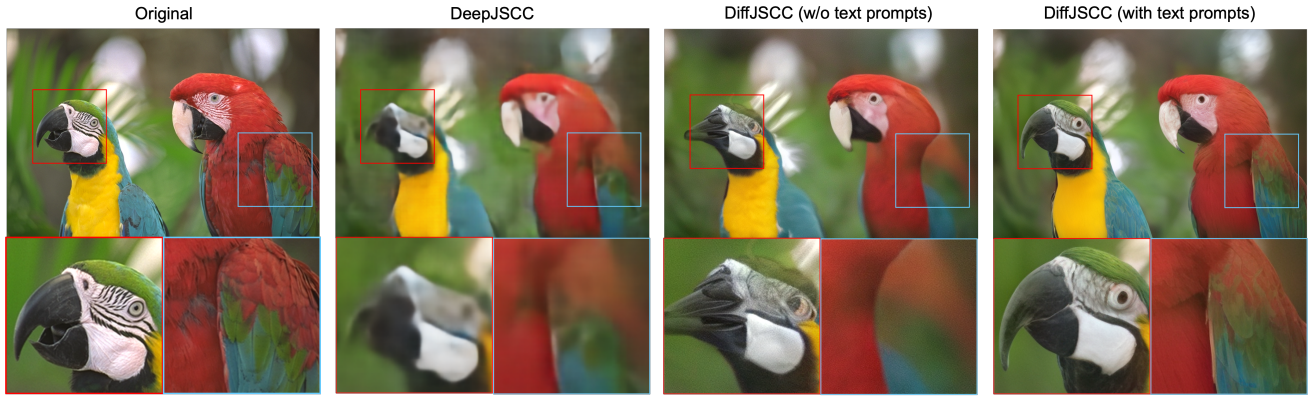 Original
DeepJSCC
DiffJSCC (w/o text prompts)
DiffJSCC (with text prompts)